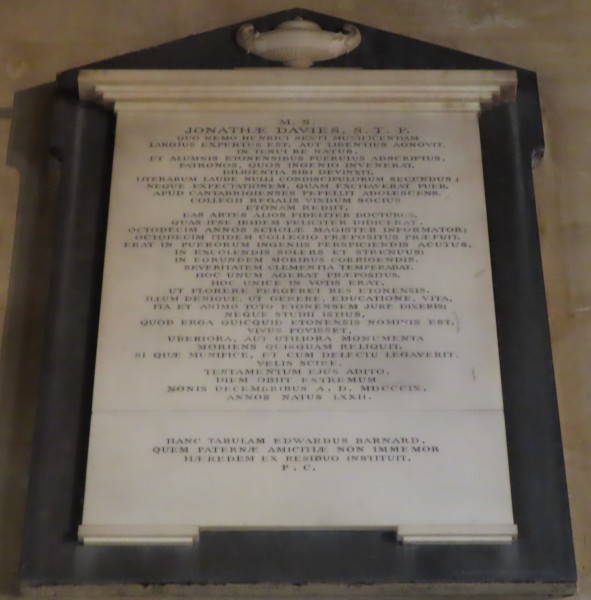 M. S.
JONATHÆ DAVIES, S. T. P.
QUO NEMO HENRICI SEXTI MUNIFICENTIAM
LARGIUS EXPERTUS EST, AUT LIBENTIUS AGNOVIT.
IN TENUI RE NATUS,
ET ALUMNIS ETONENSIBUS PUERULUS ADSCRIPTUS,
PATRONOS, QUOS INGENIO INVENERAT,
DILIGENTIA SIBI DEVINXIT.
LITERARUM LAUDE NULLI CONDISCIPULORUM SECUNDUS;
NEQUE EXPECTATIONEM, QUAM EXCITAVERAT PUER,
APUD CANTABRIGIENSES FEFELLIT ADOLESCENS.
COLLEGII REGALIS VIXDUM SOCIUS
ETONAM REDIIT,
EAS ARTES ALIOS FIDELITER DOCTURUS,
QUAS IPSE IBIDEM FELICITER DIDICERAT.
OCTODECIM ANNOS SCHOLÆ MAGISTER INFORMATOR;
OCTODECIM ITIDEM COLLEGIO PRÆPOSITUS PRÆFUIT.
ERAT IN PUERORUM INGENIIS PERSPICIENDIS ACUTUS,
IN EXCOLENDIS SOLERS ET STRENUUS;
IN EORUNDEM MORIBUS CORRIGENDIS,
SEVERITATEM CLEMENTIA TEMPERABAT.
HOC UNUM AGEBAT PRÆPOSITUS,
HOC UNICE IN VOTIS ERAT,
UT FLORERE PERGERET RES ETONENSIS.
ILLUM DENIQUE, UT GENERE, EDUCATIONE, VITA,
ITA ET ANIMO TOTO ETONENSEM JURE DIXERIS;
NEQUE STUDII ISTIUS,
QUOD ERGA QUICQUID ETONENSIS NOMINIS EST,
VIVUS FOVISSET,
UBERIORA, AUT UTILIORA MONUMENTA
MORIENS QUISQUAM RELIQUIT.
SI QUÆ MUNIFICE, ET CUM DELECTU LEGAVERIT,
VELIS SCIRE,
TESTAMENTUM EJUS ADITO.
DIEM OBIIT EXTREMUM
NONIS DECEMBRIBUS A. D. MDCCCIX,
ANNOS NATUS LXXII.
HANC TABULAM EDWARDUS BARNARD,
QUEM PATERNÆ AMICITIÆ NON IMMEMOR
HÆREDEM EX RESIDUO INSTITUIT,
P. C.